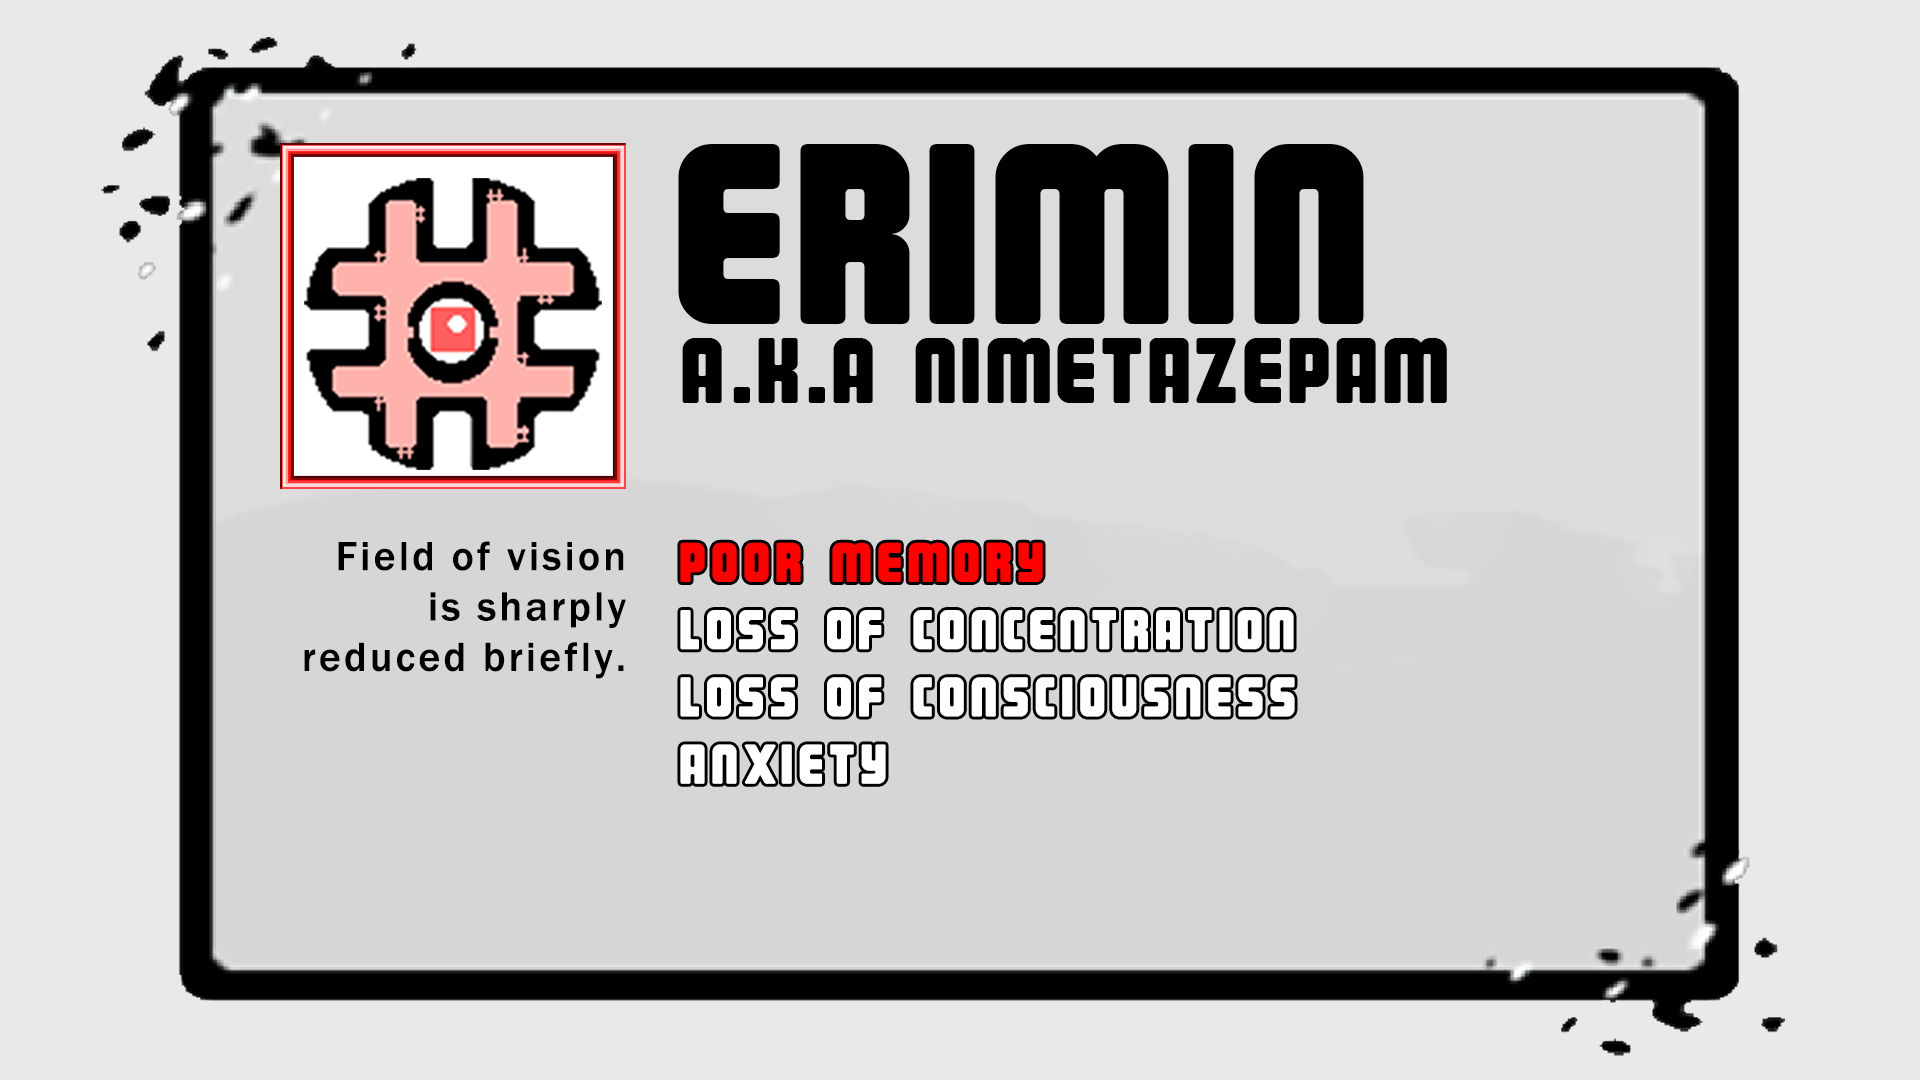 ERIMIN
A.K.A NIMETAZEPAM
Field of vision
is sharply
reduced briefly.
POOR MEMORY
LOSS OF CONCENTRATION
LOSS OF CONSCIOUSNESS
ANXIETY